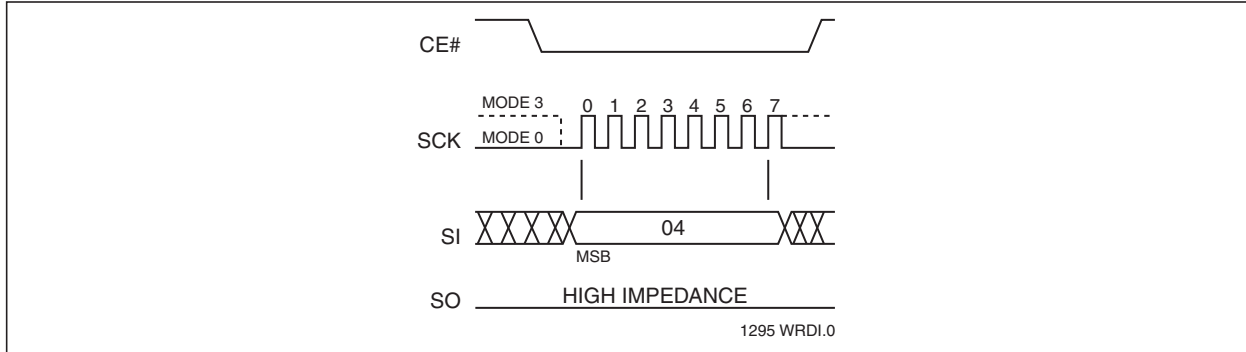 CE#
MODE 3
0 1 2 3 4 5 6 7
SCK
MODE 0
SI
04
MSB
SO
HIGH IMPEDANCE
1295 WRDI.0